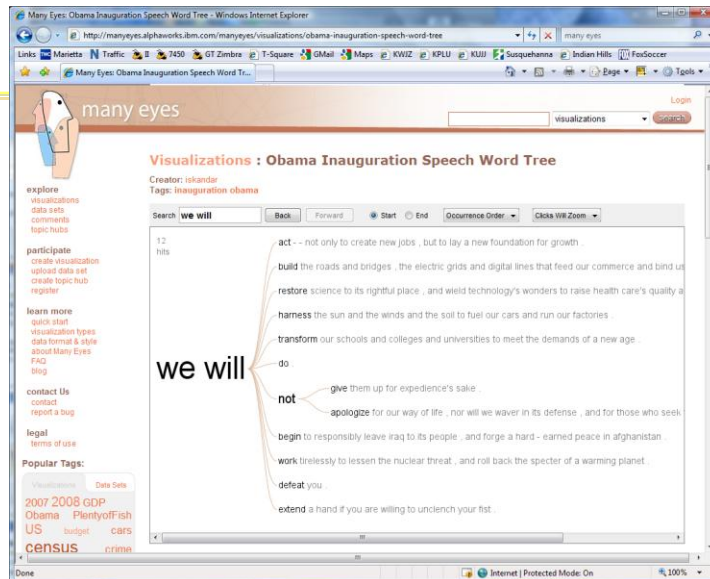 Many Eyes: Obama Inauguration Speech Word Tree - Windows Internet Explorer
http://manyeyes.alphaworks.ibm.com/manyeyes/visualizations/obama-inauguration-speech-word-tree
many eyes
Links Marietta Traffic II 7450 GT Zimbra T-Square GMail Maps KWJZ KPLU KUJJ Susquehanna Indian Hills FoxSoccer
Many Eyes: Obama Inauguration Speech Word Tr...
Page Tools
many eyes
Login
visualizations search
Visualizations : Obama Inauguration Speech Word Tree
Creator: iskandar
Tags: inauguration obama
explore
visualizations
data sets
comments
topic hubs
participate
create visualization
upload data set
create topic hub
register
learn more
quick start
visualization types
data format & style
about Many Eyes
FAQ
blog
contact Us
contact
report a bug
legal
terms of use
Popular Tags:
Visualizations Data Sets
2007 2008 GDP
Obama PlentyofFish
US budget cars
census crime
Search we will Back Forward Start End Occurrence Order Clicks Will Zoom
12
hits
we will
act - - not only to create new jobs , but to lay a new foundation for growth .
build the roads and bridges , the electric grids and digital lines that feed our commerce and bind us
restore science to its rightful place , and wield technology's wonders to raise health care's quality a
harness the sun and the winds and the soil to fuel our cars and run our factories .
transform our schools and colleges and universities to meet the demands of a new age .
do .
not
give them up for expedience's sake .
apologize for our way of life , nor will we waver in its defense , and for those who seek
begin to responsibly leave iraq to its people , and forge a hard - earned peace in afghanistan .
work tirelessly to lessen the nuclear threat , and roll back the specter of a warming planet .
defeat you .
extend a hand if you are willing to unclench your fist .
Done
Internet | Protected Mode: On
100%